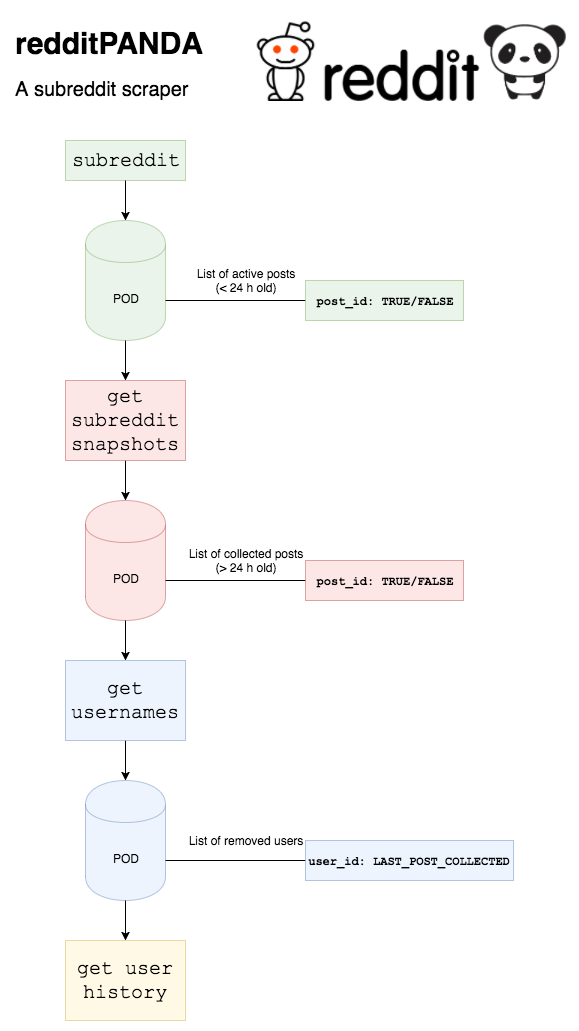 redditPANDA
A subreddit scraper
reddit
subreddit
POD
List of active posts
(< 24 h old)
post_id: TRUE/FALSE
get
subreddit
snapshots
POD
List of collected posts
(> 24 h old)
post_id: TRUE/FALSE
get
usernames
POD
List of removed users
user_id: LAST_POST_COLLECTED
get user
history